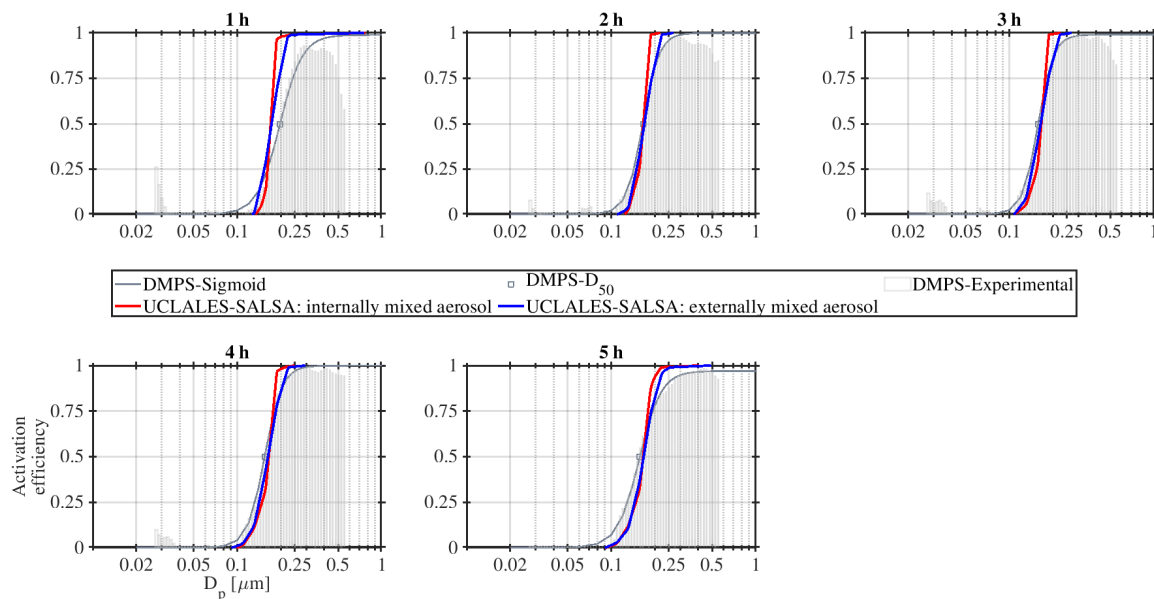 1 h
2 h
3 h
1
0.75
0.5
0.25
0
0.02 0.05 0.1 0.25 0.5 1
1
0.75
0.5
0.25
0
0.02 0.05 0.1 0.25 0.5 1
1
0.75
0.5
0.25
0
0.02 0.05 0.1 0.25 0.5 1
DMPS-Sigmoid
DMPS-D50
DMPS-Experimental
UCLALES-SALSA: internally mixed aerosol
UCLALES-SALSA: externally mixed aerosol
4 h
5 h
Activation
efficiency
1
0.75
0.5
0.25
0
0.02 0.05 0.1 0.25 0.5 1
Dp [μm]
1
0.75
0.5
0.25
0
0.02 0.05 0.1 0.25 0.5 1